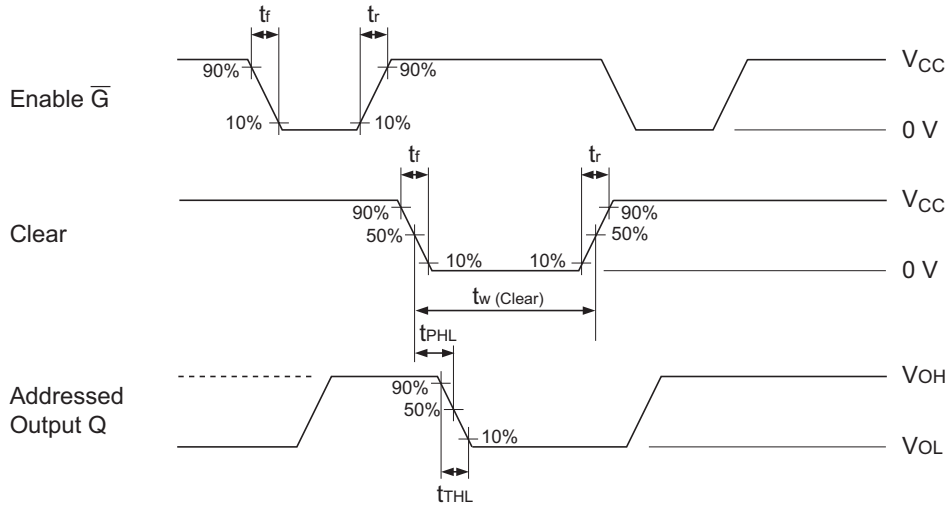 tf
tr
90%
90%
VCC
Enable G̅
10%
10%
0 V
tf
tr
VCC
90%
90%
Clear
50%
50%
10%
10%
0 V
tw (Clear)
tPHL
VOH
Addressed
Output Q
90%
50%
10%
VOL
tTHL